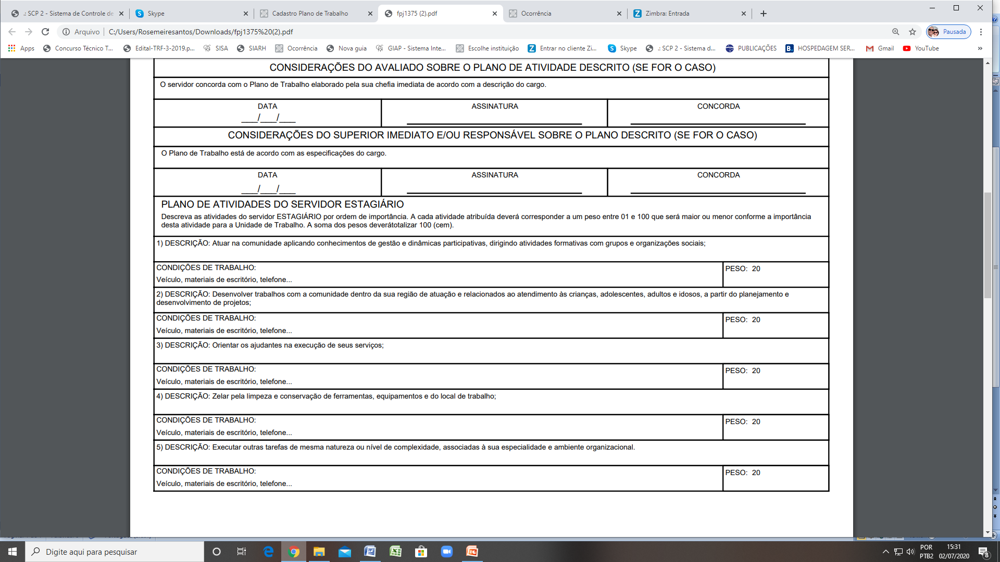 .: SCP 2 - Sistema de Controle de
Skype
Cadastro Plano de Trabalho
fpj1375 (2).pdf
Ocorrência
Zimbra: Entrada
Arquivo
C:/Users/Rosemeiresantos/Downloads/fpj1375%20(2).pdf
Pausada
Apps
Concurso Técnico T...
Edital-TRF-3-2019.p...
SISA
SIARH
Ocorrência
Nova guia
GIAP - Sistema Inte...
Escolhe instituição
Entrar no cliente Zi...
Skype
.: SCP 2 - Sistema d...
PUBLICAÇÕES
HOSPEDAGEM SER...
Gmail
YouTube
CONSIDERAÇÕES DO AVALIADO SOBRE O PLANO DE ATIVIDADE DESCRITO (SE FOR O CASO)
O servidor concorda com o Plano de Trabalho elaborado pela sua chefia imediata de acordo com a descrição do cargo.
DATA
ASSINATURA
CONCORDA
___/___/___
CONSIDERAÇÕES DO SUPERIOR IMEDIATO E/OU RESPONSÁVEL SOBRE O PLANO DESCRITO (SE FOR O CASO)
O Plano de Trabalho está de acordo com as especificações do cargo.
DATA
ASSINATURA
CONCORDA
___/___/___
PLANO DE ATIVIDADES DO SERVIDOR ESTAGIÁRIO
Descreva as atividades do servidor ESTAGIÁRIO por ordem de importância. A cada atividade atribuída deverá corresponder a um peso entre 01 e 100 que será maior ou menor conforme a importância
desta atividade para a Unidade de Trabalho. A soma dos pesos deverátotalizar 100 (cem).
1) DESCRIÇÃO: Atuar na comunidade aplicando conhecimentos de gestão e dinâmicas participativas, dirigindo atividades formativas com grupos e organizações sociais;
CONDIÇÕES DE TRABALHO:
PESO: 20
Veículo, materiais de escritório, telefone...
2) DESCRIÇÃO: Desenvolver trabalhos com a comunidade dentro da sua região de atuação e relacionados ao atendimento às crianças, adolescentes, adultos e idosos, a partir do planejamento e
desenvolvimento de projetos;
CONDIÇÕES DE TRABALHO:
PESO: 20
Veículo, materiais de escritório, telefone...
3) DESCRIÇÃO: Orientar os ajudantes na execução de seus serviços;
CONDIÇÕES DE TRABALHO:
PESO: 20
Veículo, materiais de escritório, telefone...
4) DESCRIÇÃO: Zelar pela limpeza e conservação de ferramentas, equipamentos e do local de trabalho;
CONDIÇÕES DE TRABALHO:
PESO: 20
Veículo, materiais de escritório, telefone...
5) DESCRIÇÃO: Executar outras tarefas de mesma natureza ou nível de complexidade, associadas à sua especialidade e ambiente organizacional.
CONDIÇÕES DE TRABALHO:
PESO: 20
Veículo, materiais de escritório, telefone...
Digite aqui para pesquisar
POR
PTB2
15:31
02/07/2020
8